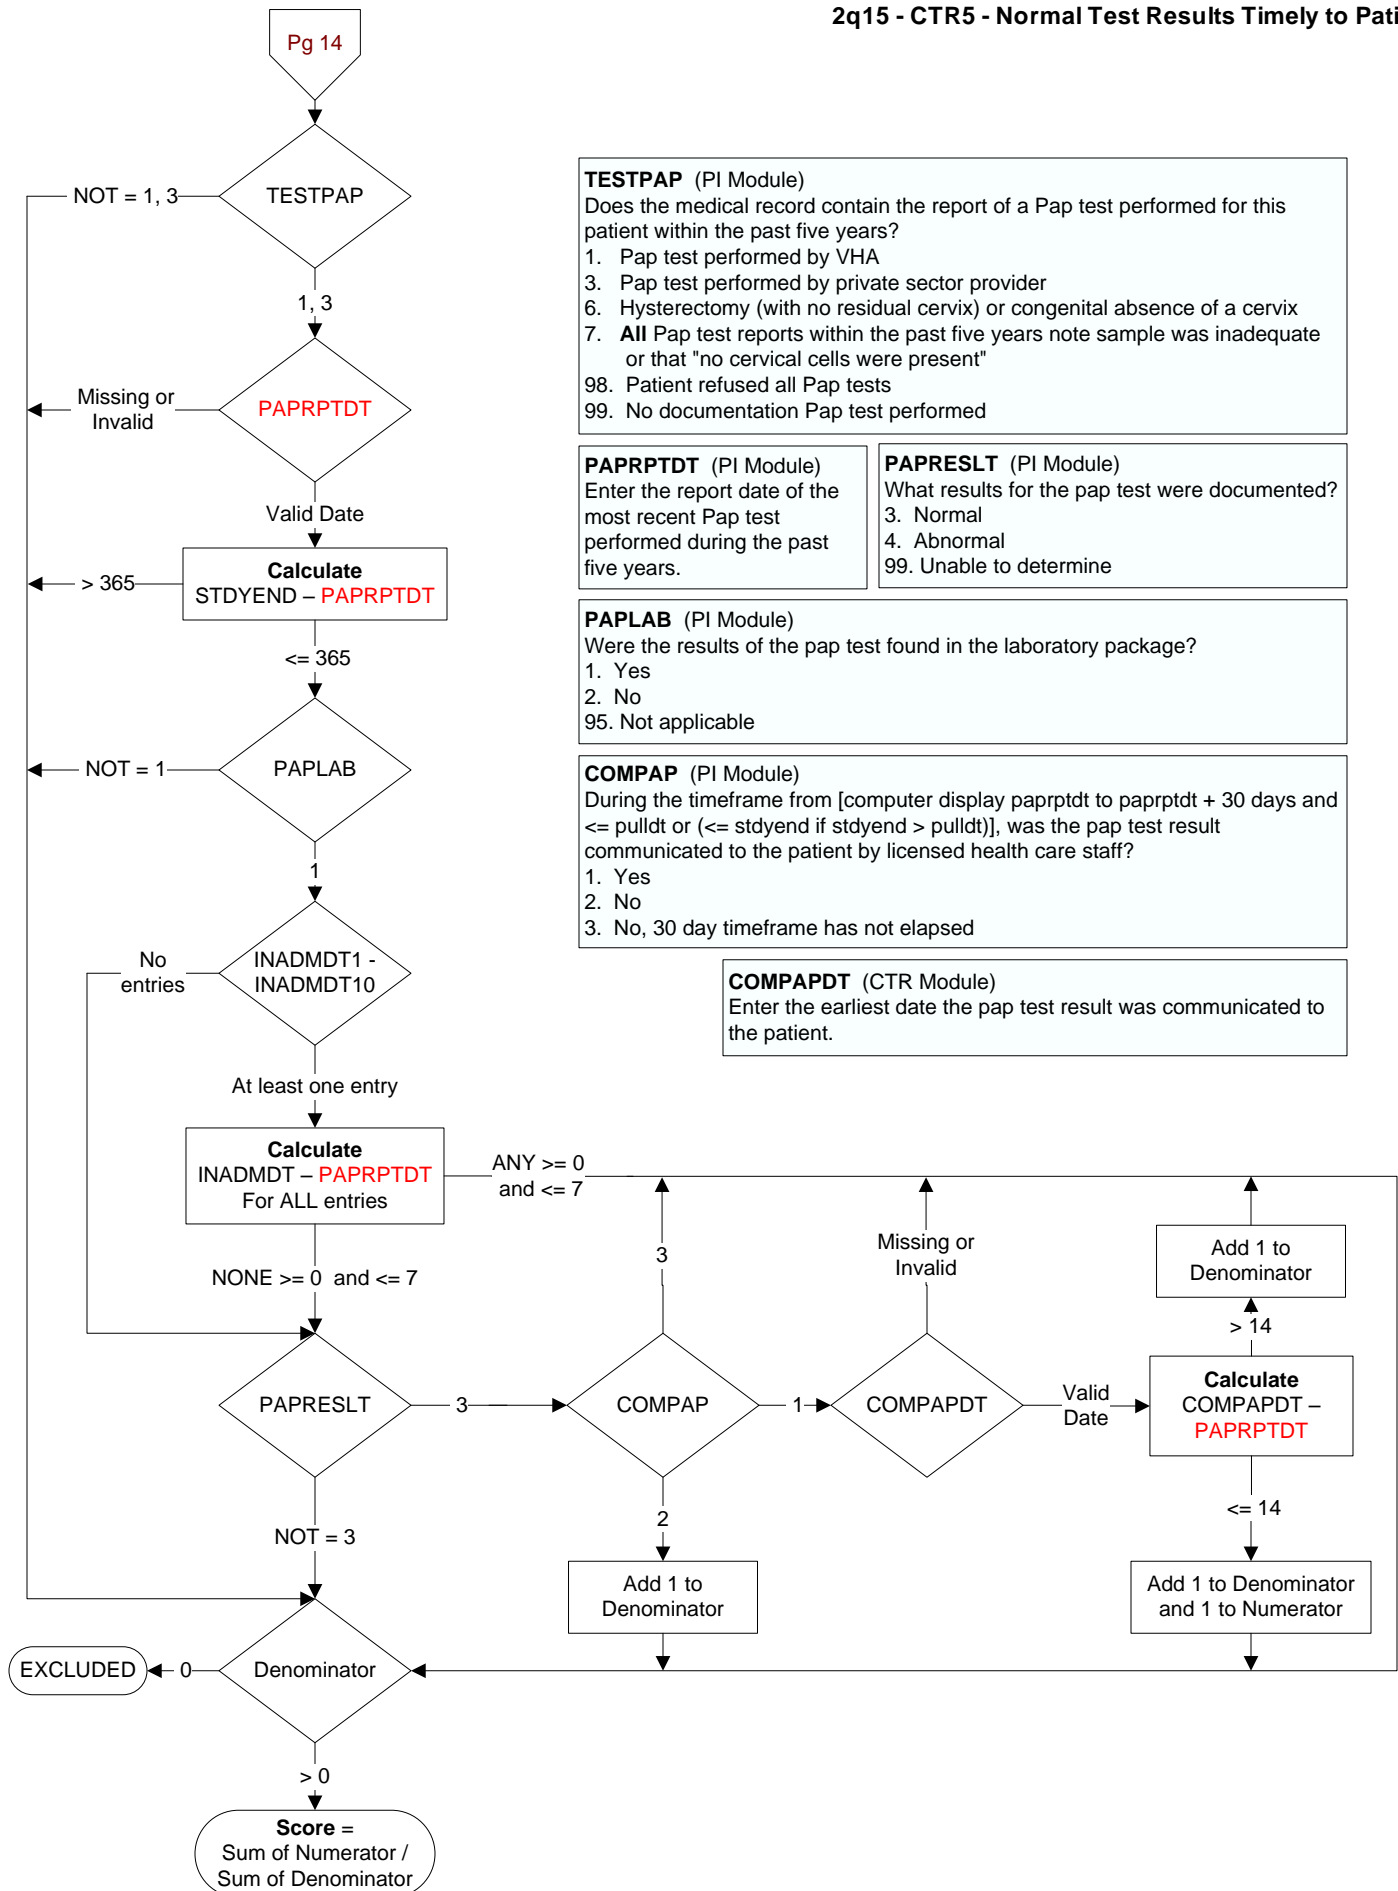 2q15 - CTR5 - Normal Test Results Timely to Pati
Pg 14
NOT = 1, 3
TESTPAP
1, 3
Missing or
Invalid
PAPRPTDT
Valid Date
> 365
Calculate
STDYEND – PAPRPTDT
<= 365
NOT = 1
PAPLAB
1
No
entries
INADMDT1 -
INADMDT10
At least one entry
Calculate
INADMDT – PAPRPTDT
For ALL entries
ANY >= 0
and <= 7
NONE >= 0  and <= 7
TESTPAP  (PI Module)
Does the medical record contain the report of a Pap test performed for this
patient within the past five years?
1.  Pap test performed by VHA
3.  Pap test performed by private sector provider
6.  Hysterectomy (with no residual cervix) or congenital absence of a cervix
7.  All Pap test reports within the past five years note sample was inadequate
or that "no cervical cells were present"
98.  Patient refused all Pap tests
99.  No documentation Pap test performed
PAPRPTDT  (PI Module)
Enter the report date of the
most recent Pap test
performed during the past
five years.
PAPRESLT  (PI Module)
What results for the pap test were documented?
3.  Normal
4.  Abnormal
99. Unable to determine
PAPLAB  (PI Module)
Were the results of the pap test found in the laboratory package?
1.  Yes
2.  No
95. Not applicable
COMPAP  (PI Module)
During the timeframe from [computer display paprptdt to paprptdt + 30 days and
<= pulldt or (<= stdyend if stdyend > pulldt)], was the pap test result
communicated to the patient by licensed health care staff?
1.  Yes
2.  No
3.  No, 30 day timeframe has not elapsed
COMPAPDT  (CTR Module)
Enter the earliest date the pap test result was communicated to
the patient.
PAPRESLT
3
NOT = 3
COMPAP
3
1
2
Add 1 to
Denominator
COMPAPDT
Missing or
Invalid
Valid
Date
Calculate
COMPAPDT –
PAPRPTDT
> 14
Add 1 to
Denominator
<= 14
Add 1 to Denominator
and 1 to Numerator
Denominator
0
EXCLUDED
> 0
Score =
Sum of Numerator /
Sum of Denominator